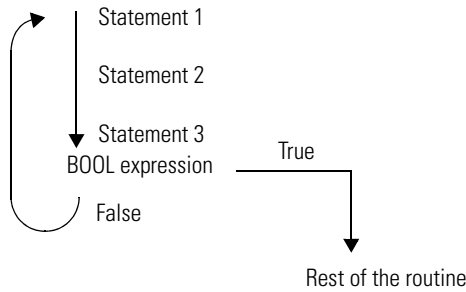 Statement 1
Statement 2
Statement 3
BOOL expression
True
False
Rest of the routine